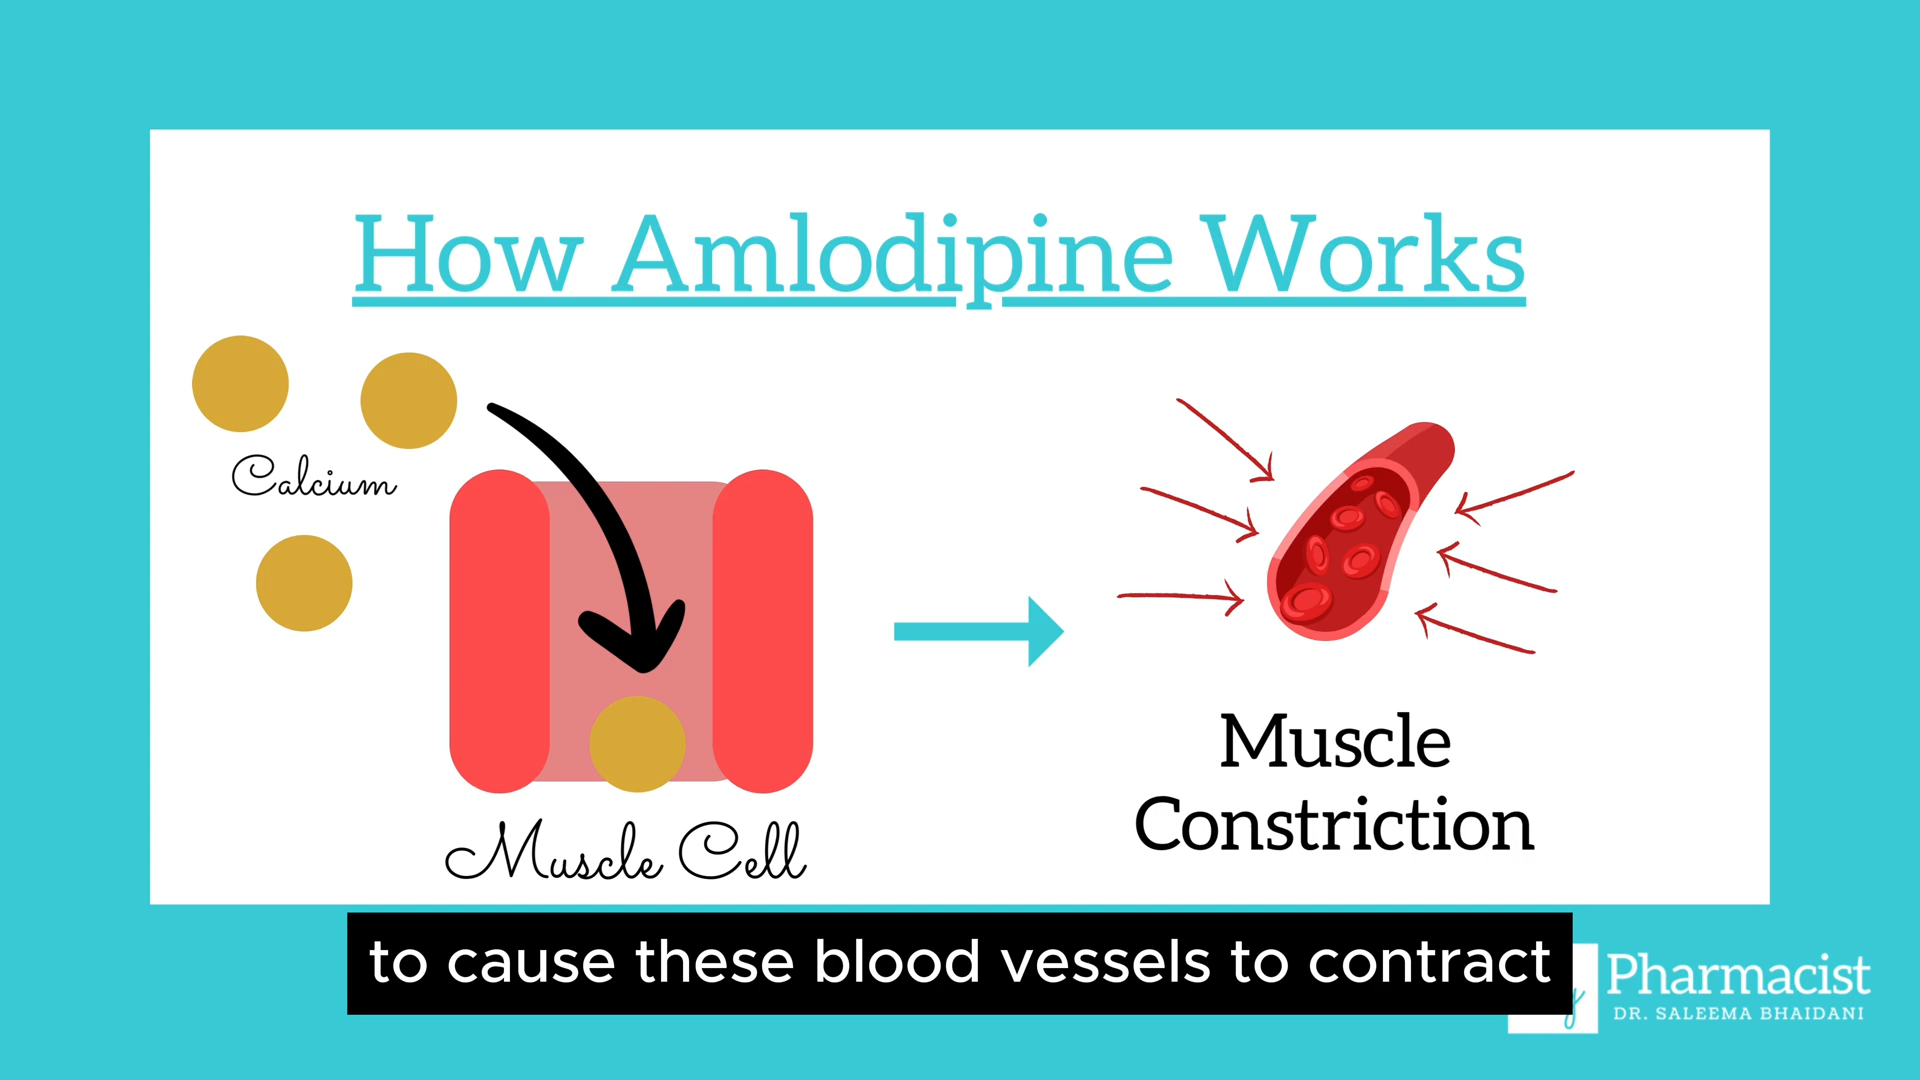 How Amlodipine Works
Calcium
Muscle Cell
Muscle
Constriction
to cause these blood vessels to contract
Pharmacist
DR. SALEEMA BHAIDANI